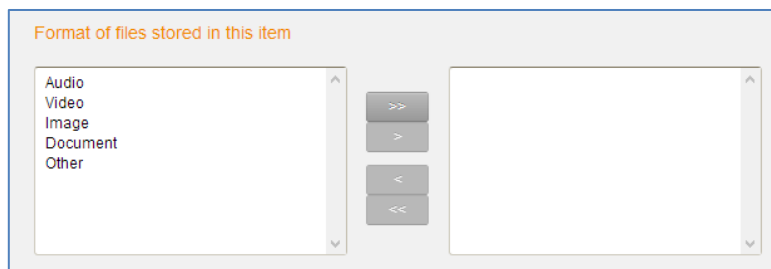 Format of files stored in this item
Audio
Video
Image
Document
Other
>>
>
<
<<